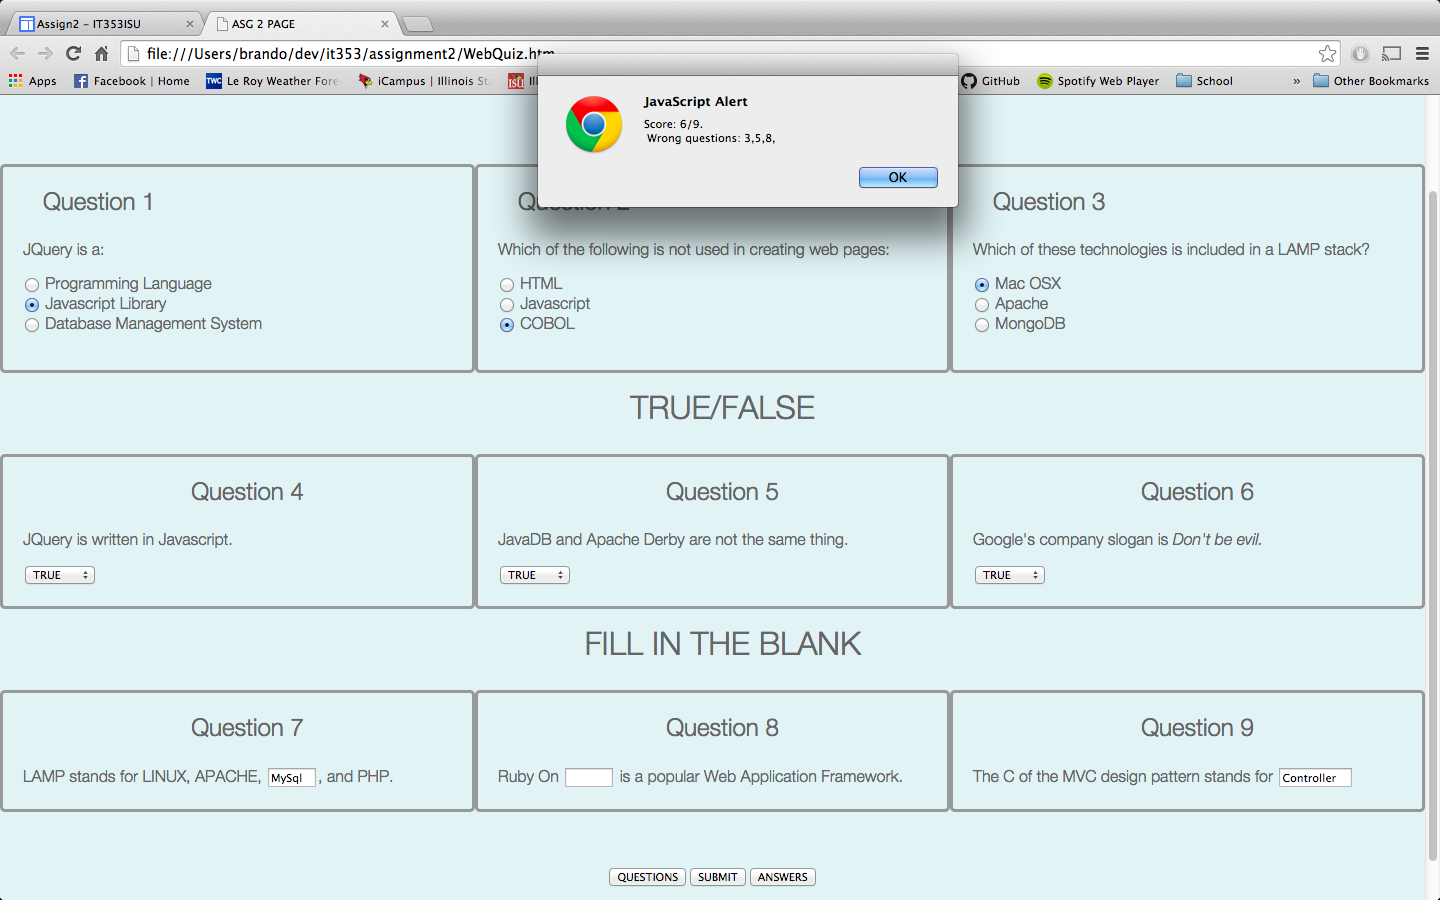 Assign2 – IT353ISU
ASG 2 PAGE
file:///Users/brando/dev/it353/assignment2/WebQuiz.htm
Apps
Facebook | Home
TWC Le Roy Weather Fore
iCampus | Illinois St
ISU Il
GitHub
Spotify Web Player
School
»
Other Bookmarks
JavaScript Alert
Score: 6/9.
Wrong questions: 3,5,8,
OK
Question 1
JQuery is a:
Programming Language
Javascript Library
Database Management System
Which of the following is not used in creating web pages:
HTML
Javascript
COBOL
Question 3
Which of these technologies is included in a LAMP stack?
Mac OSX
Apache
MongoDB
TRUE/FALSE
Question 4
JQuery is written in Javascript.
TRUE
Question 5
JavaDB and Apache Derby are not the same thing.
TRUE
Question 6
Google's company slogan is Don't be evil.
TRUE
FILL IN THE BLANK
Question 7
LAMP stands for LINUX, APACHE, MySql , and PHP.
Question 8
Ruby On is a popular Web Application Framework.
Question 9
The C of the MVC design pattern stands for Controller
QUESTIONS SUBMIT ANSWERS